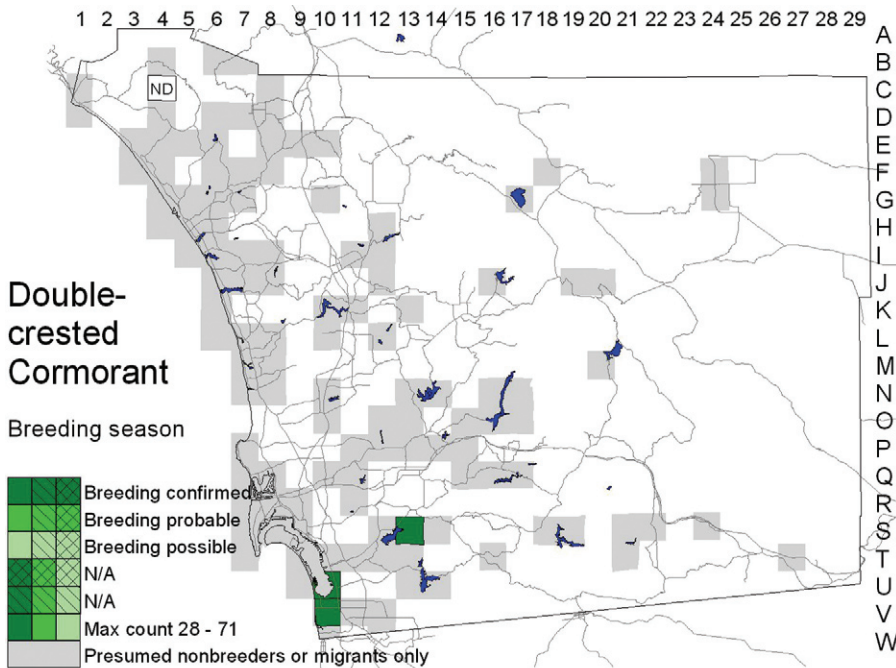 1 2 3 4 5 6 7 8 9 10 11 12 13 14 15 16 17 18 19 20 21 22 23 24 25 26 27 28 29
A
B
C
D
E
F
G
H
I
J
K
L
M
N
O
P
Q
R
S
T
U
V
W
ND
Double-
crested
Cormorant
Breeding season
Breeding confirmed
Breeding probable
Breeding possible
N/A
N/A
Max count 28 - 71
Presumed nonbreeders or migrants only